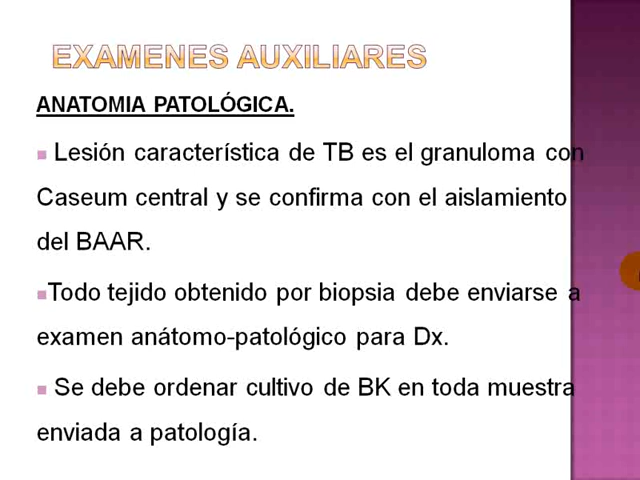 EXAMENES AUXILIARES
ANATOMIA PATOLÓGICA.
Lesión característica de TB es el granuloma con
Caseum central y se confirma con el aislamiento
del BAAR.
Todo tejido obtenido por biopsia debe enviarse a
examen anátomo-patológico para Dx.
Se debe ordenar cultivo de BK en toda muestra
enviada a patología.